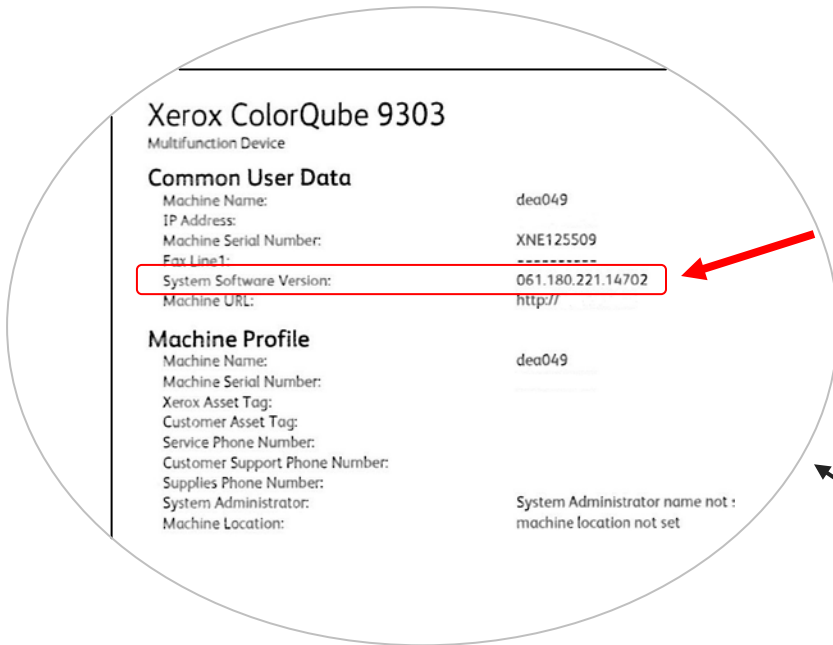 Xerox ColorQube 9303
Multifunction Device
Common User Data
Machine Name: dea049
IP Address:
Machine Serial Number: XNE125509
Fax Line1: ----------
System Software Version: 061.180.221.14702
Machine URL: http://
Machine Profile
Machine Name: dea049
Machine Serial Number:
Xerox Asset Tag:
Customer Asset Tag:
Service Phone Number:
Customer Support Phone Number:
Supplies Phone Number:
System Administrator: System Administrator name not
Machine Location: machine location not set